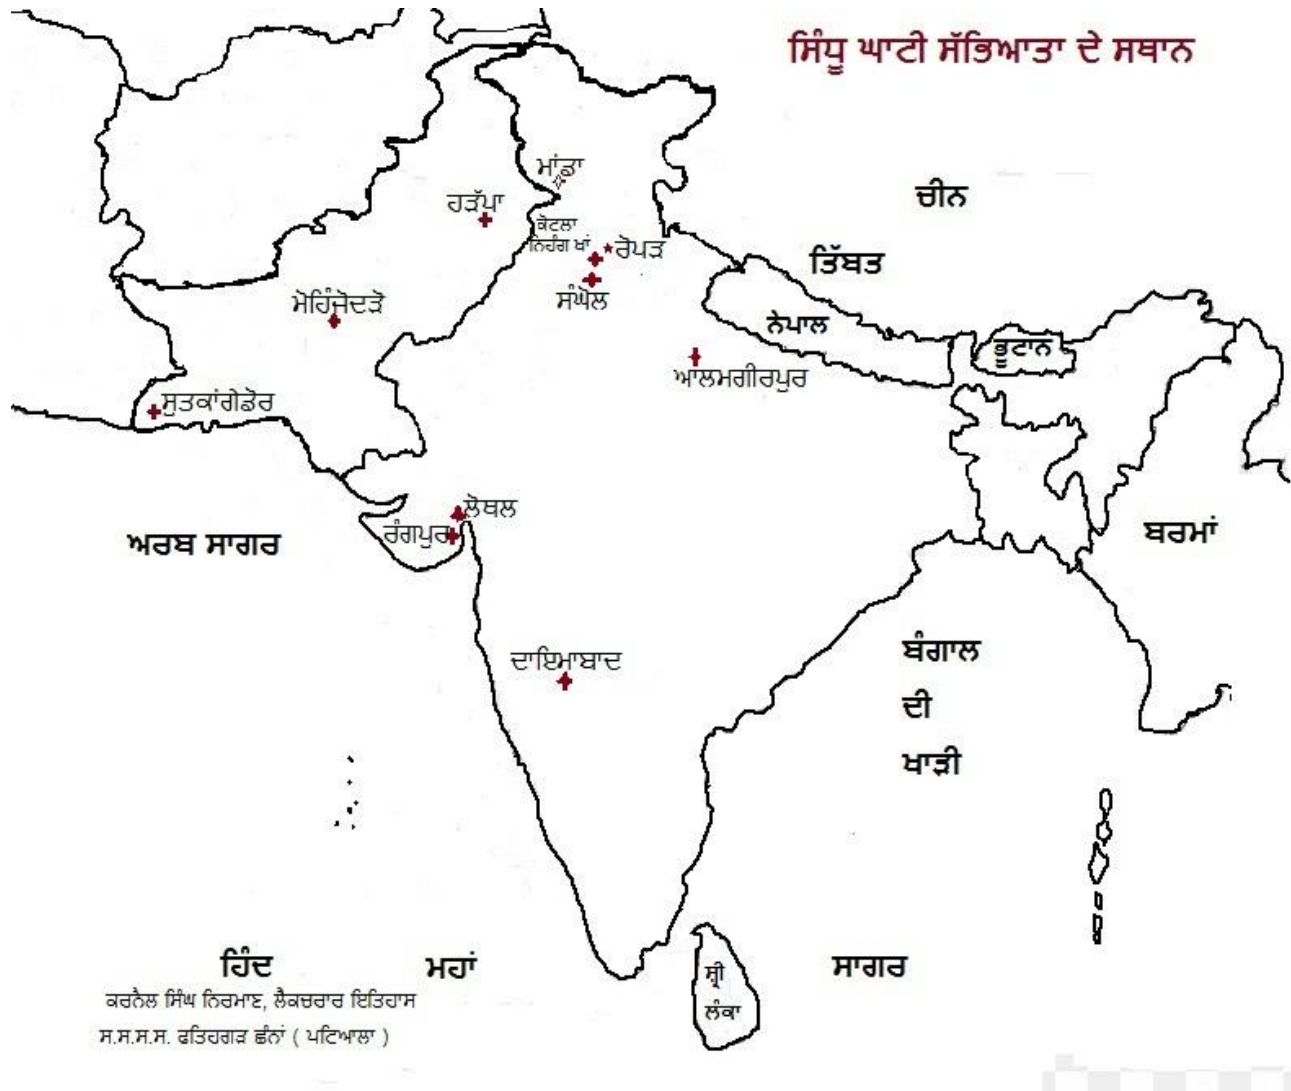 ਸਿੰਧੂ ਘਾਟੀ ਸੱਭਿਆਤਾ ਦੇ ਸਥਾਨ
ਮਾਂਡਾ
ਹੜੱਪਾ
ਚੀਨ
ਕੋਟਲਾ
ਨਿਹੰਗ ਖਾਂ
ਰੋਪੜ
ਤਿੱਬਤ
ਸੰਘੋਲ
ਮੋਹਿੰਜੋਦੜੋ
ਨੇਪਾਲ
ਭੂਟਾਨ
ਆਲਮਗੀਰਪੁਰ
ਸੁਤਕਾਂਗੇਡੋਰ
ਲੋਥਲ
ਰੰਗਪੁਰ
ਅਰਬ ਸਾਗਰ
ਬਰਮਾਂ
ਦਾਇਮਾਬਾਦ
ਬੰਗਾਲ
ਦੀ
ਖਾੜੀ
ਹਿੰਦ ਮਹਾਂ ਸਾਗਰ
ਸ਼੍ਰੀ
ਲੰਕਾ
ਕਰਨੈਲ ਸਿੰਘ ਨਿਰਮਾਣ, ਲੈਕਚਰਾਰ ਇਤਿਹਾਸ
ਸ.ਸ.ਸ.ਸ. ਫਤਿਹਗੜ ਛੰਨਾਂ ( ਪਟਿਆਲਾ )